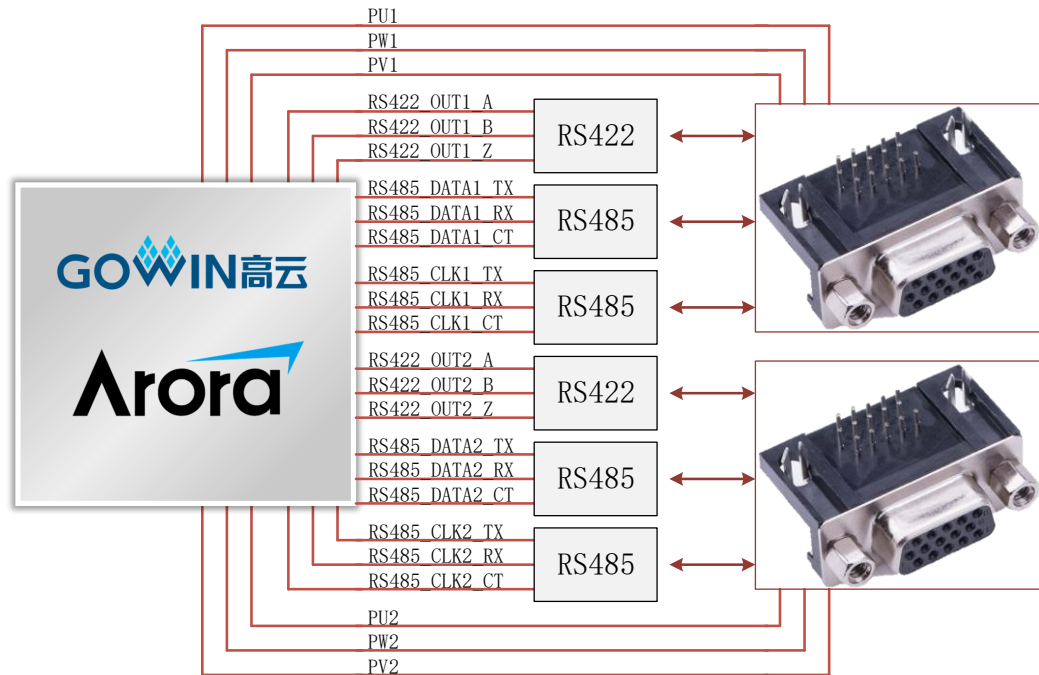 PU1
PW1
PV1
RS422_OUT1_A
RS422_OUT1_B
RS422_OUT1_Z
RS422
RS485_DATA1_TX
RS485_DATA1_RX
RS485_DATA1_CT
RS485
RS485_CLK1_TX
RS485_CLK1_RX
RS485_CLK1_CT
RS485
GOWIN高云
Arora
RS422_OUT2_A
RS422_OUT2_B
RS422_OUT2_Z
RS422
RS485_DATA2_TX
RS485_DATA2_RX
RS485_DATA2_CT
RS485
RS485_CLK2_TX
RS485_CLK2_RX
RS485_CLK2_CT
RS485
PU2
PW2
PV2